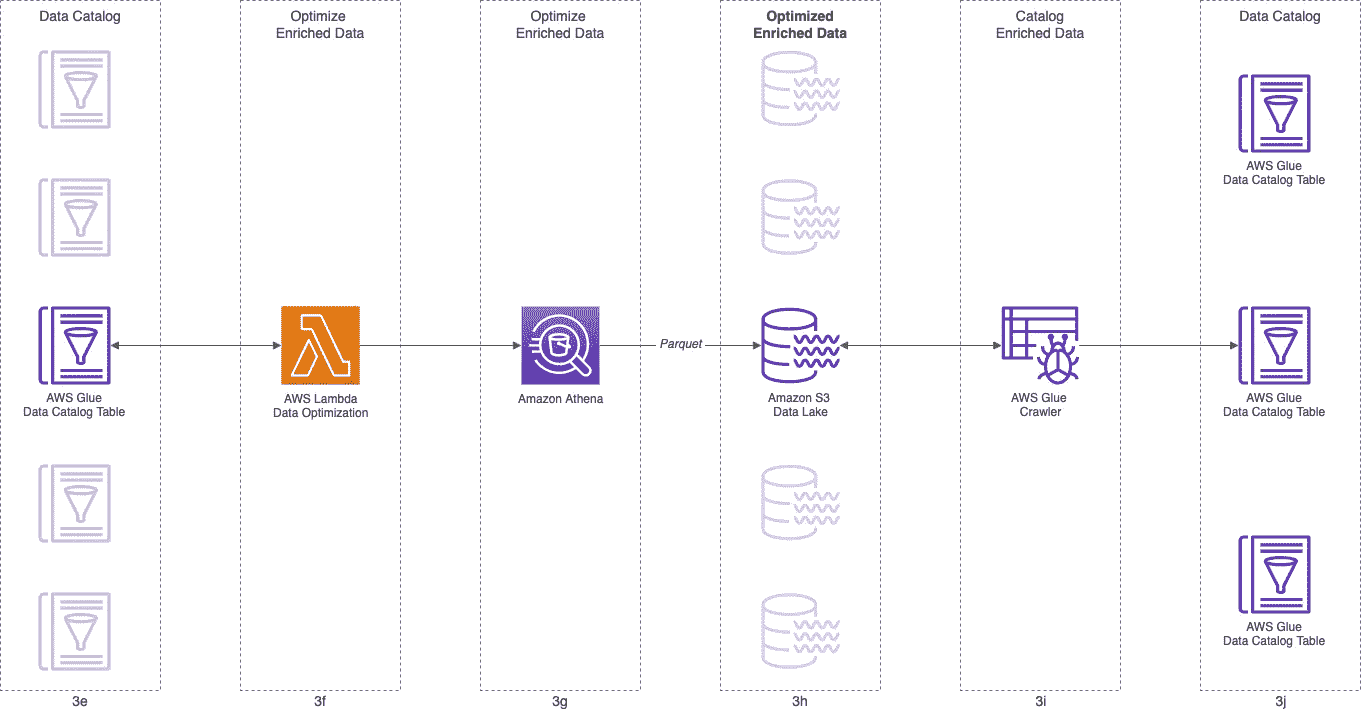 Data Catalog
Optimize
Enriched Data
Optimize
Enriched Data
Optimized
Enriched Data
Catalog
Enriched Data
Data Catalog
AWS Glue
Data Catalog Table
AWS Glue
Data Catalog Table
AWS Lambda
Data Optimization
Amazon Athena
Parquet
Amazon S3
Data Lake
AWS Glue
Crawler
AWS Glue
Data Catalog Table
AWS Glue
Data Catalog Table
3e
3f
3g
3h
3i
3j